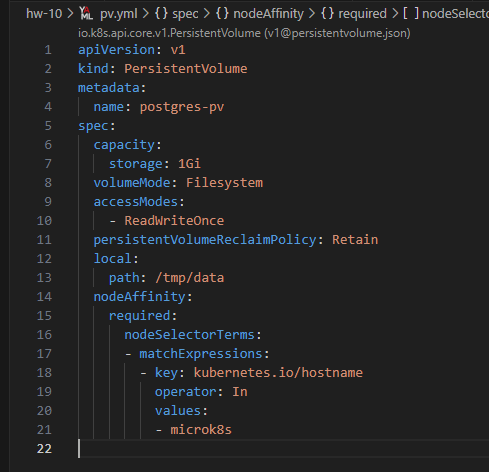 hw-10 > YAML pv.yml > {} spec > {} nodeAffinity > {} required > [ ] nodeSelecto
io.k8s.api.core.v1.PersistentVolume (v1@persistentvolume.json)
1 apiVersion: v1
2 kind: PersistentVolume
3 metadata:
4   name: postgres-pv
5 spec:
6   capacity:
7     storage: 1Gi
8   volumeMode: Filesystem
9   accessModes:
10     - ReadWriteOnce
11   persistentVolumeReclaimPolicy: Retain
12   local:
13     path: /tmp/data
14   nodeAffinity:
15     required:
16       nodeSelectorTerms:
17       - matchExpressions:
18         - key: kubernetes.io/hostname
19           operator: In
20           values:
21           - microk8s
22